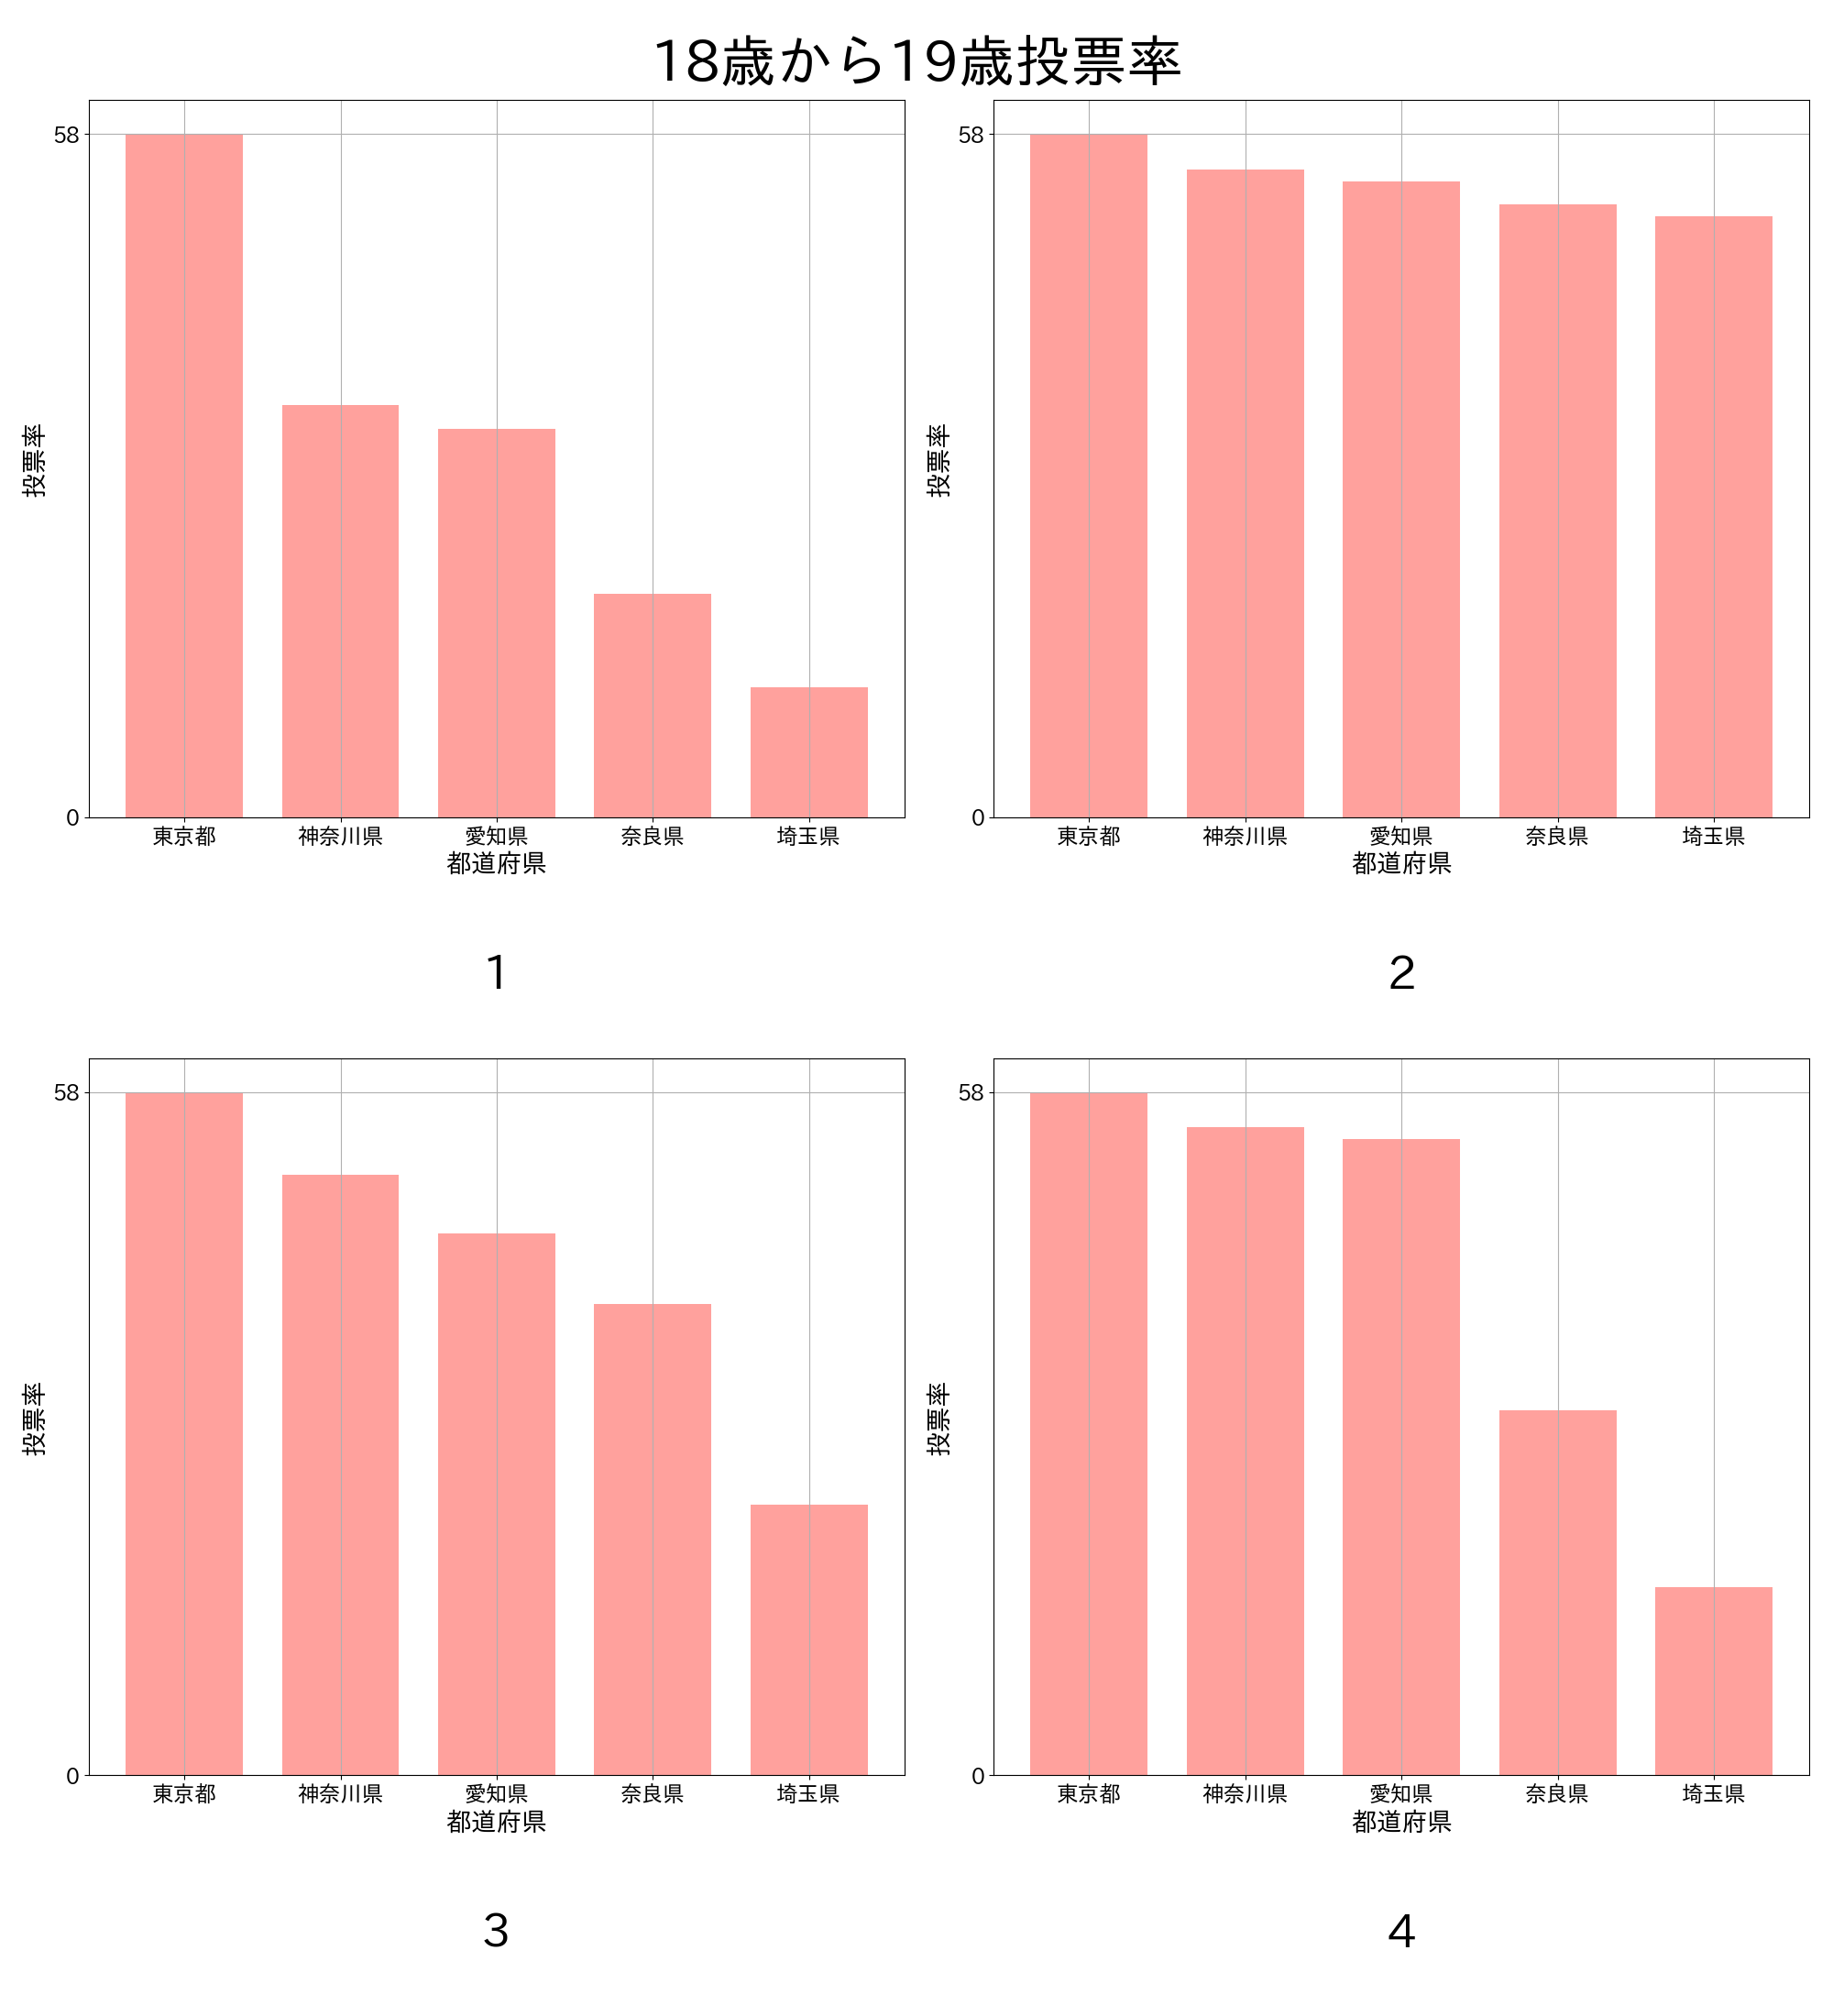 18歳から19歳投票率
58
0
投票率
東京都 神奈川県 愛知県 奈良県 埼玉県
都道府県
1
58
0
投票率
東京都 神奈川県 愛知県 奈良県 埼玉県
都道府県
2
58
0
投票率
東京都 神奈川県 愛知県 奈良県 埼玉県
都道府県
3
58
0
投票率
東京都 神奈川県 愛知県 奈良県 埼玉県
都道府県
4